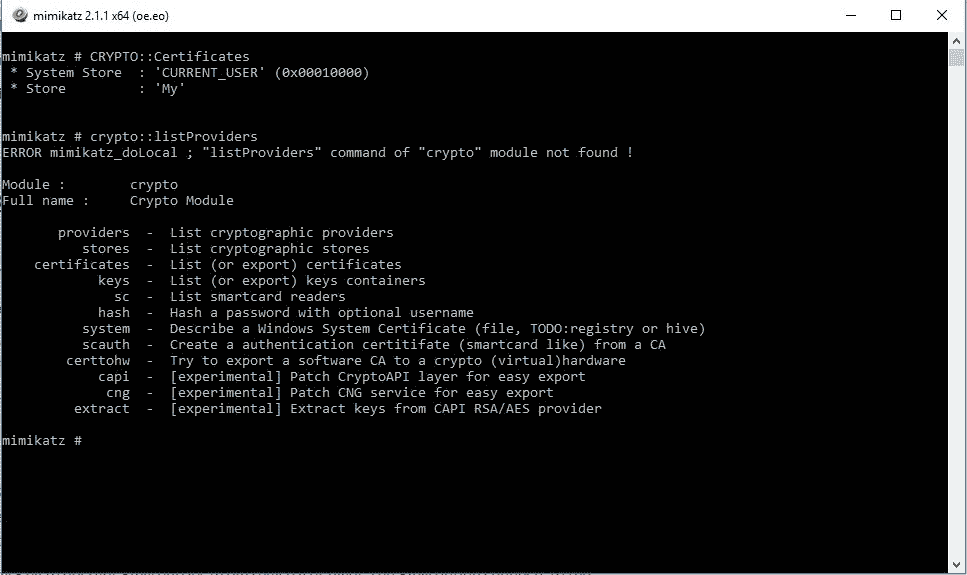 mimikatz 2.1.1 x64 (oe.eo)
mimikatz # CRYPTO::Certificates
* System Store : 'CURRENT_USER' (0x00010000)
* Store : 'My'
mimikatz # crypto::listProviders
ERROR mimikatz_doLocal ; "listProviders" command of "crypto" module not found !
Module : crypto
Full name : Crypto Module
providers - List cryptographic providers
stores - List cryptographic stores
certificates - List (or export) certificates
keys - List (or export) keys containers
sc - List smartcard readers
hash - Hash a password with optional username
system - Describe a Windows System Certificate (file, TODO:registry or hive)
scauth - Create a authentication certitifate (smartcard like) from a CA
certtohw - Try to export a software CA to a crypto (virtual)hardware
capi - [experimental] Patch CryptoAPI layer for easy export
cng - [experimental] Patch CNG service for easy export
extract - [experimental] Extract keys from CAPI RSA/AES provider
mimikatz #